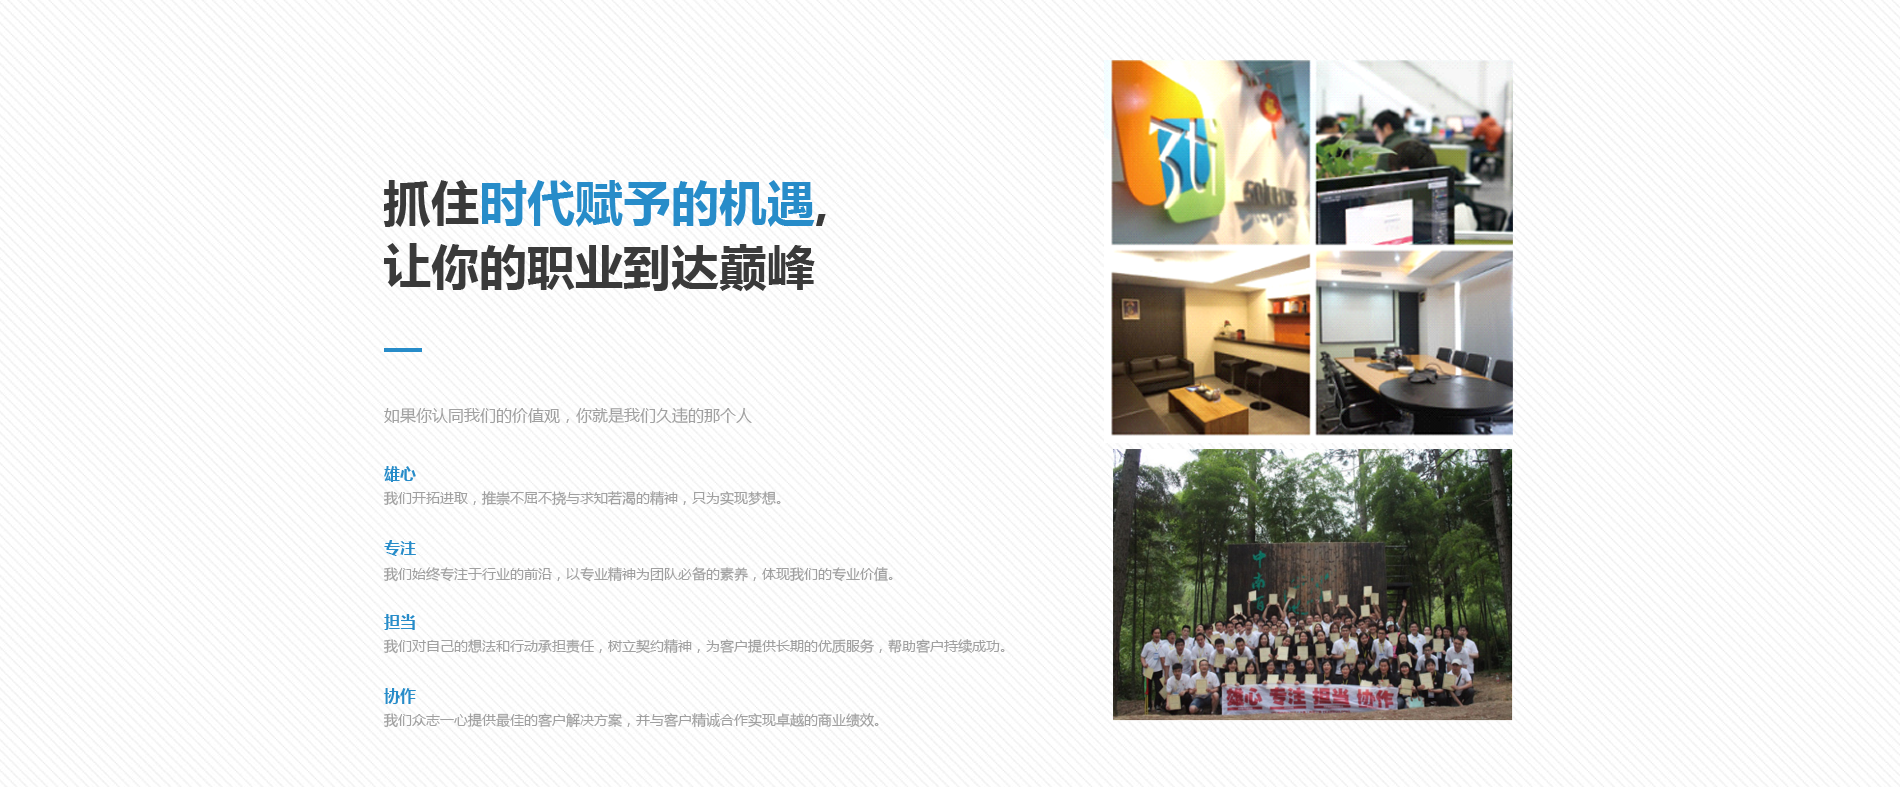 抓住时代赋予的机遇,
让你的职业到达巅峰
如果你认同我们的价值观，你就是我们久违的那个人
雄心
我们开拓进取，推崇不屈不挠与求知若渴的精神，只为实现梦想。
专注
我们始终专注于行业的前沿，以专业精神为团队必备的素养，体现我们的专业价值。
担当
我们对自己的想法和行动承担责任，树立契约精神，为客户提供长期的优质服务，帮助客户持续成功。
协作
我们众志一心提供最佳的客户解决方案，并与客户精诚合作实现卓越的商业绩效。
3ti
中南百
雄心 专注 担当 协作